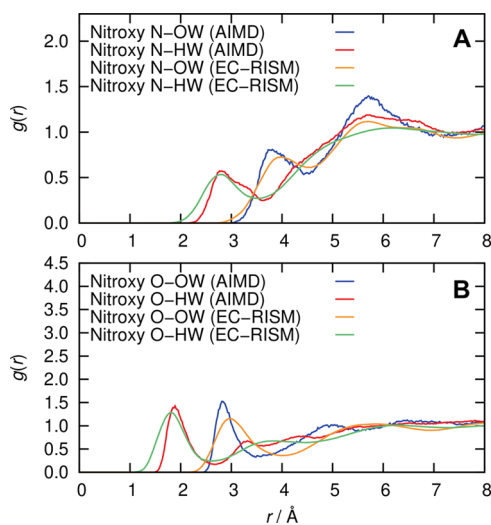 Nitroxy N−OW (AIMD)
Nitroxy N−HW (AIMD)
Nitroxy N−OW (EC−RISM)
Nitroxy N−HW (EC−RISM)
A
g(r)
2.0
1.5
1.0
0.5
0.0
0 1 2 3 4 5 6 7 8
Nitroxy O−OW (AIMD)
Nitroxy O−HW (AIMD)
Nitroxy O−OW (EC−RISM)
Nitroxy O−HW (EC−RISM)
B
g(r)
4.5
4.0
3.5
3.0
2.5
2.0
1.5
1.0
0.5
0.0
0 1 2 3 4 5 6 7 8
r / Å